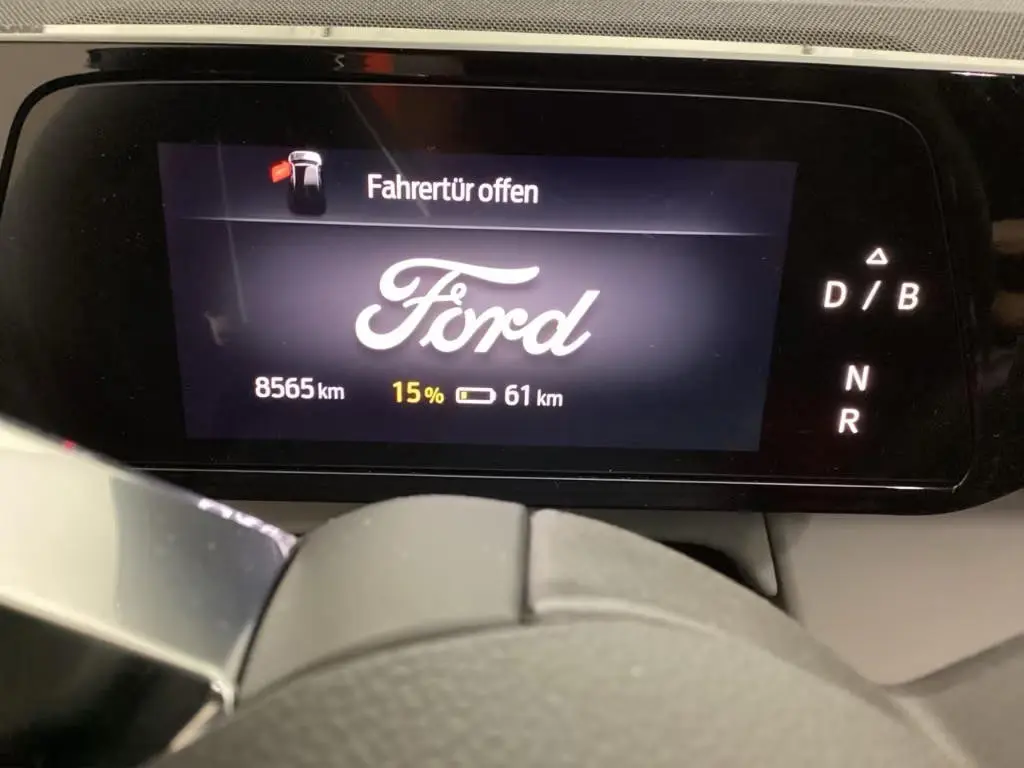 Fahrertür offen
Ford
8565 km 15% 61 km
D / B
N
R